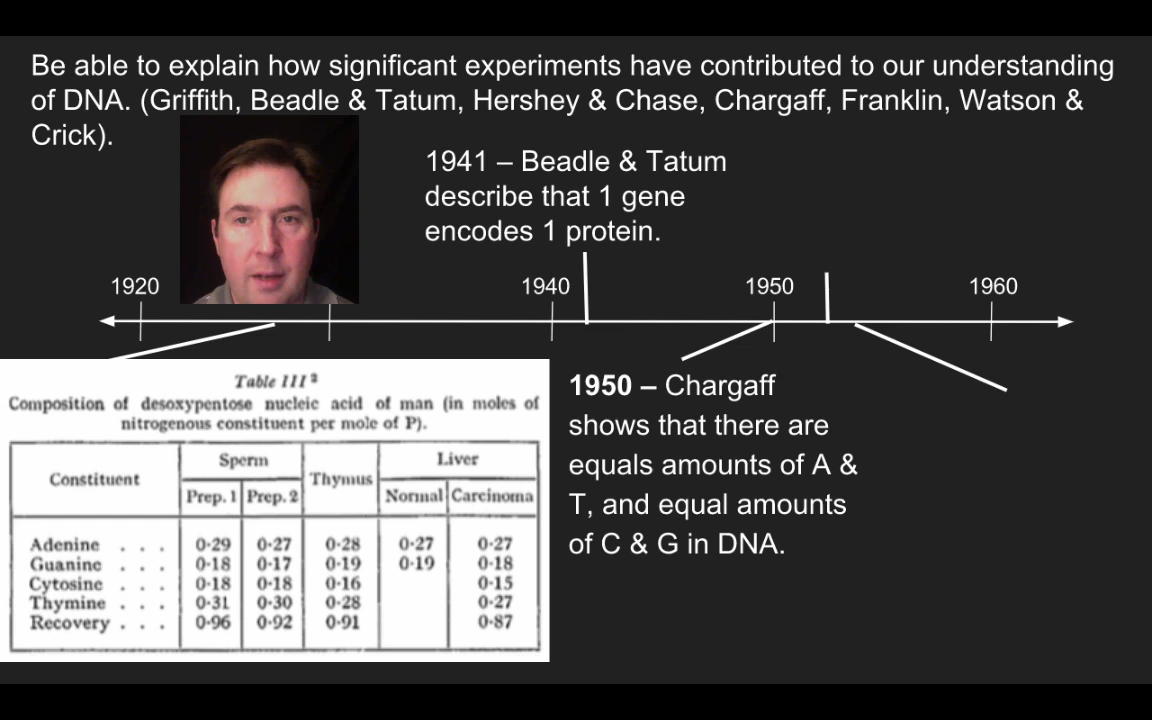 Be able to explain how significant experiments have contributed to our understanding
of DNA. (Griffith, Beadle & Tatum, Hershey & Chase, Chargaff, Franklin, Watson &
Crick).
1941 – Beadle & Tatum
describe that 1 gene
encodes 1 protein.
1920
1940
1950
1960
Table III ²
Composition of desoxypentose nucleic acid of man (in moles of
nitrogenous constituent per mole of P).
Constituent Sperm Thymus Liver
Prep. 1 Prep. 2 Normal Carcinoma
Adenine . . . 0·29 0·27 0·28 0·27 0·27
Guanine . . . 0·18 0·17 0·19 0·19 0·18
Cytosine . . . 0·18 0·18 0·16 0·15
Thymine . . . 0·31 0·30 0·28 0·27
Recovery . . . 0·96 0·92 0·91 0·87
1950 – Chargaff
shows that there are
equals amounts of A &
T, and equal amounts
of C & G in DNA.